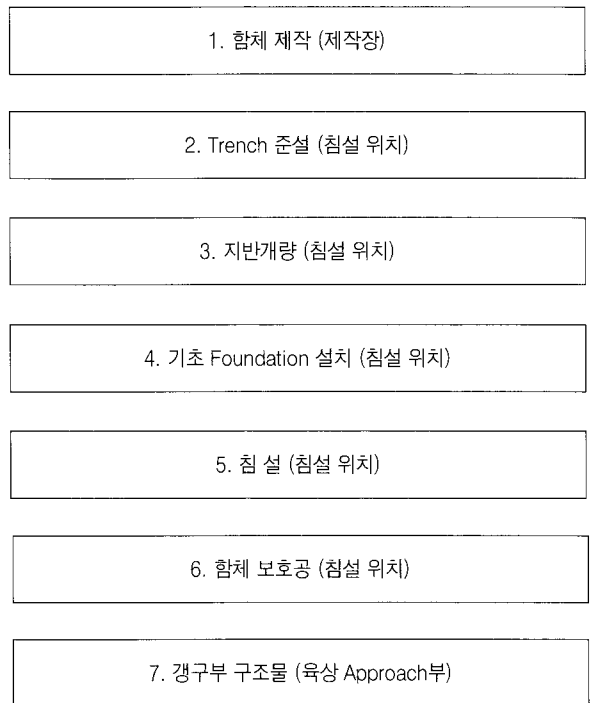 1. 함체 제작 (제작장)
2. Trench 준설 (침설 위치)
3. 지반개량 (침설 위치)
4. 기초 Foundation 설치 (침설 위치)
5. 침 설 (침설 위치)
6. 함체 보호공 (침설 위치)
7. 갱구부 구조물 (육상 Approach부)